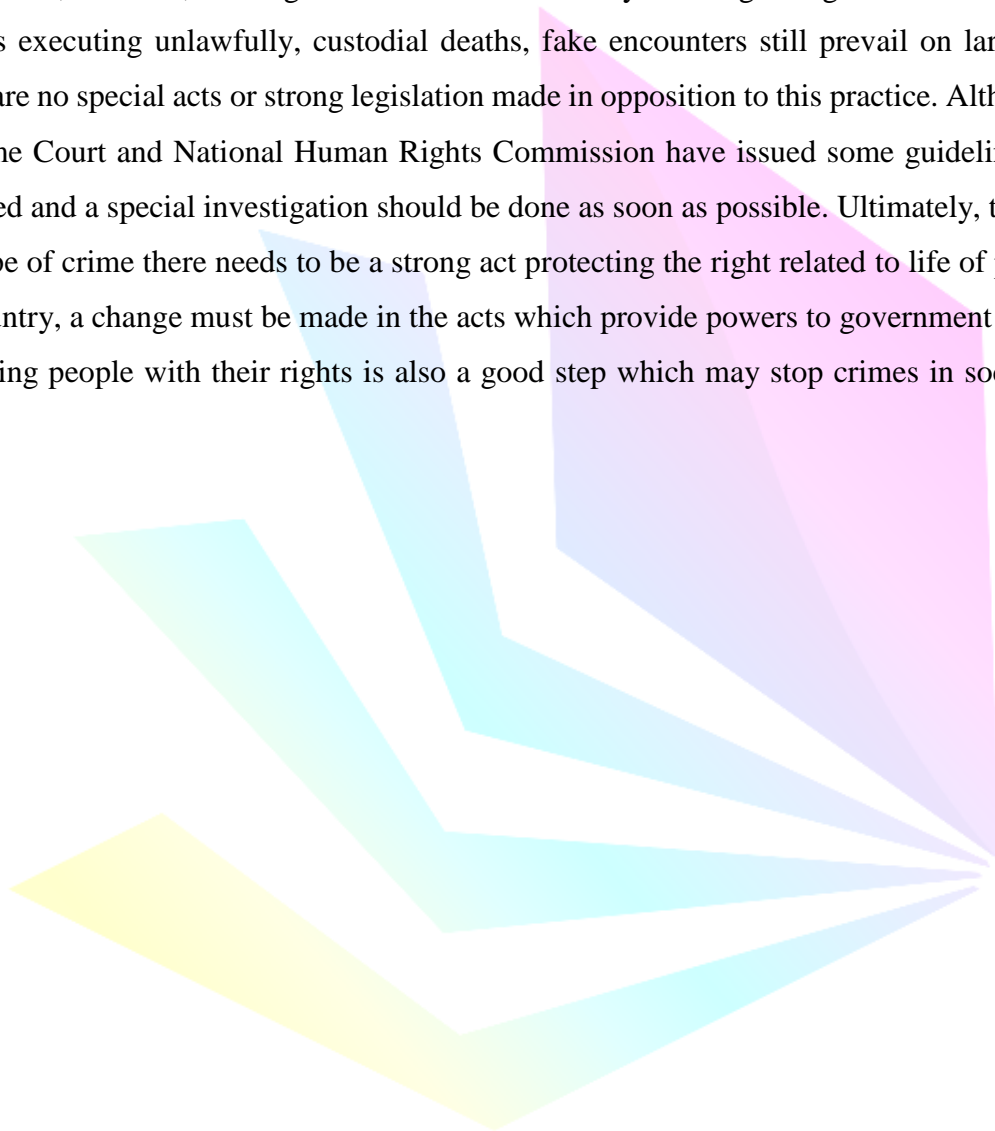 s executing unlawfully, custodial deaths, fake encounters still prevail on lar
are no special acts or strong legislation made in opposition to this practice. Alth
ne Court and National Human Rights Commission have issued some guidelin
ed and a special investigation should be done as soon as possible. Ultimately, t
pe of crime there needs to be a strong act protecting the right related to life of
untry, a change must be made in the acts which provide powers to government
ing people with their rights is also a good step which may stop crimes in soc